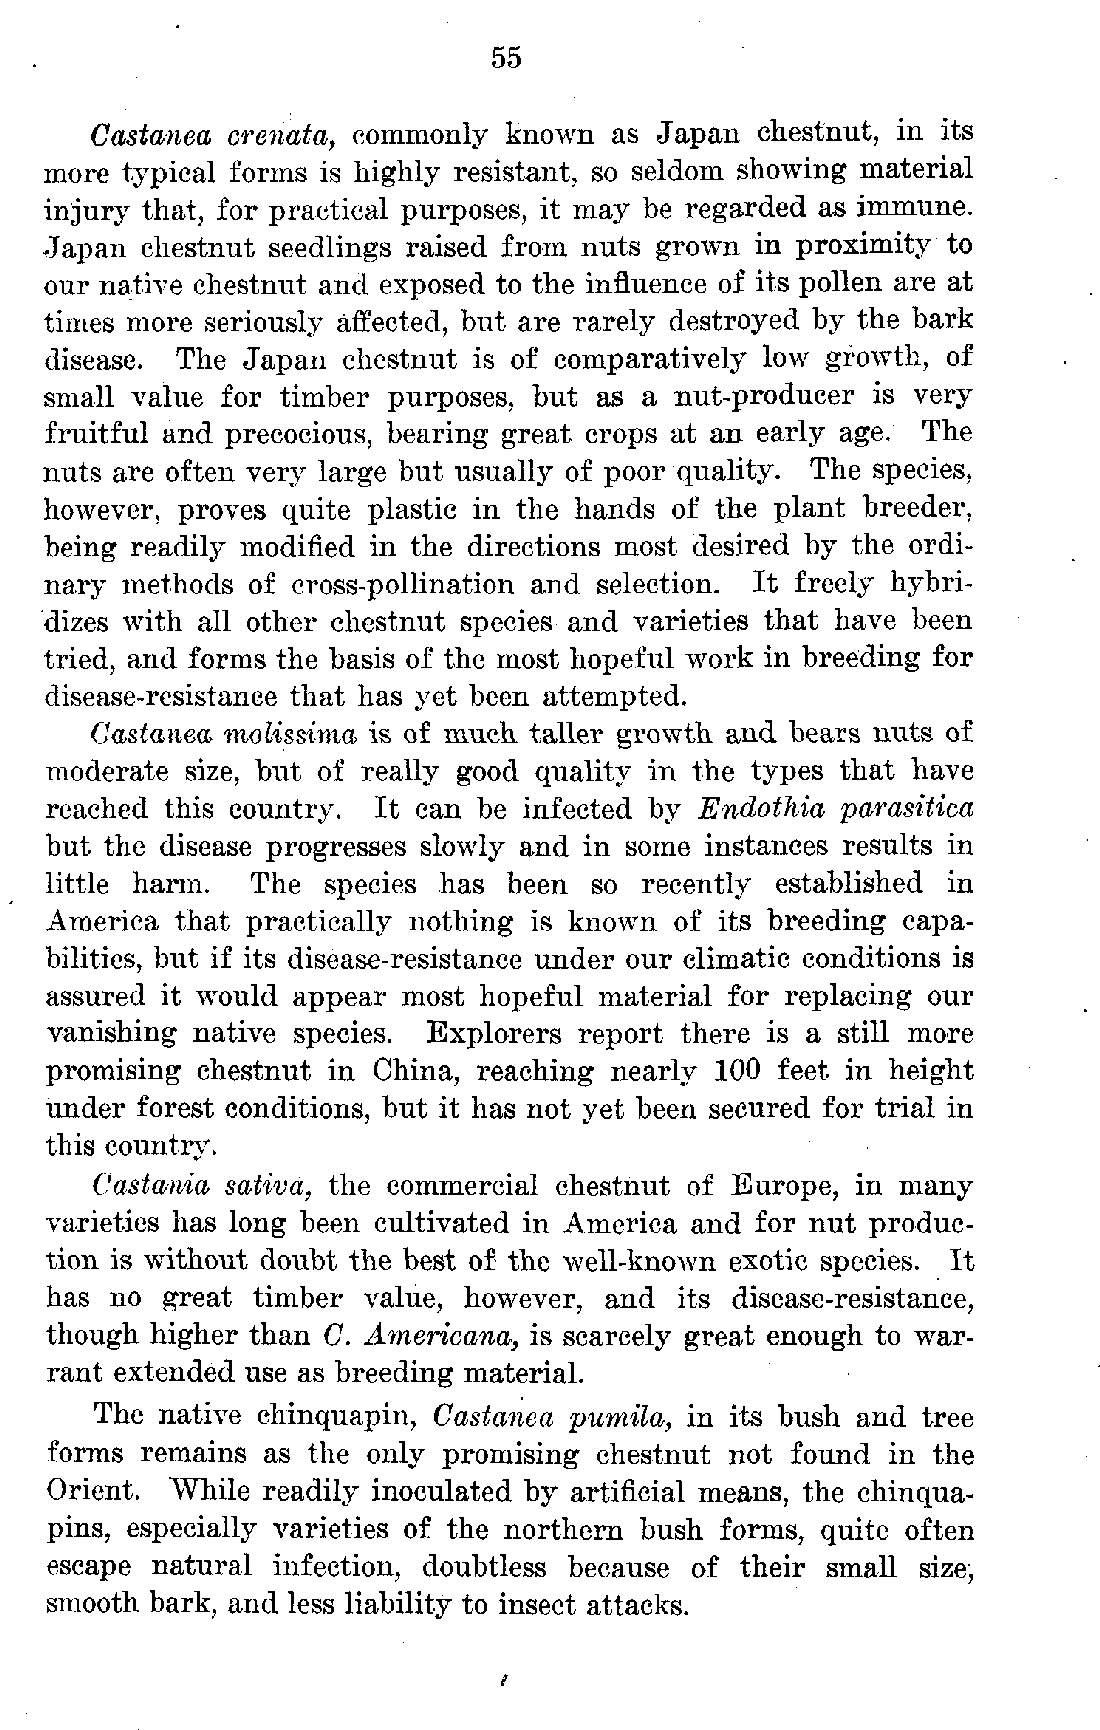 55
Castanea crenata, commonly known as Japan chestnut, in its
more typical forms is highly resistant, so seldom showing material
injury that, for practical purposes, it may be regarded as immune.
Japan chestnut seedlings raised from nuts grown in proximity to
our native chestnut and exposed to the influence of its pollen are at
times more seriously affected, but are rarely destroyed by the bark
disease. The Japan chestnut is of comparatively low growth, of
small value for timber purposes, but as a nut-producer is very
fruitful and precocious, bearing great crops at an early age. The
nuts are often very large but usually of poor quality. The species,
however, proves quite plastic in the hands of the plant breeder,
being readily modified in the directions most desired by the ordi-
nary methods of cross-pollination and selection. It freely hybri-
dizes with all other chestnut species and varieties that have been
tried, and forms the basis of the most hopeful work in breeding for
disease-resistance that has yet been attempted.
Castanea molissima is of much taller growth and bears nuts of
moderate size, but of really good quality in the types that have
reached this country. It can be infected by Endothia parasitica
but the disease progresses slowly and in some instances results in
little harm. The species has been so recently established in
America that practically nothing is known of its breeding capa-
bilities, but if its disease-resistance under our climatic conditions is
assured it would appear most hopeful material for replacing our
vanishing native species. Explorers report there is a still more
promising chestnut in China, reaching nearly 100 feet in height
under forest conditions, but it has not yet been secured for trial in
this country.
Castania sativa, the commercial chestnut of Europe, in many
varieties has long been cultivated in America and for nut produc-
tion is without doubt the best of the well-known exotic species. It
has no great timber value, however, and its disease-resistance,
though higher than C. Americana, is scarcely great enough to war-
rant extended use as breeding material.
The native chinquapin, Castanea pumila, in its bush and tree
forms remains as the only promising chestnut not found in the
Orient. While readily inoculated by artificial means, the chinqua-
pins, especially varieties of the northern bush forms, quite often
escape natural infection, doubtless because of their small size,
smooth bark, and less liability to insect attacks.